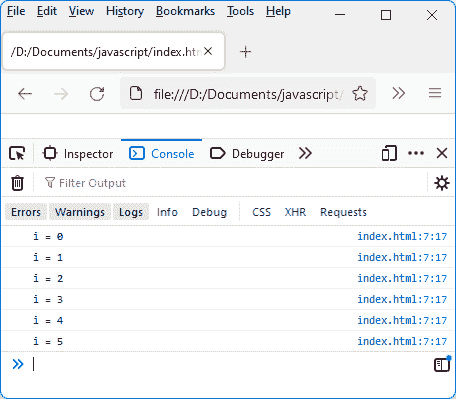 File Edit View History Bookmarks Tools Help
/D:/Documents/javascript/index.htm
file:///D:/Documents/javascript/
Inspector Console Debugger
Filter Output
Errors Warnings Logs Info Debug CSS XHR Requests
i = 0 index.html:7:17
i = 1 index.html:7:17
i = 2 index.html:7:17
i = 3 index.html:7:17
i = 4 index.html:7:17
i = 5 index.html:7:17